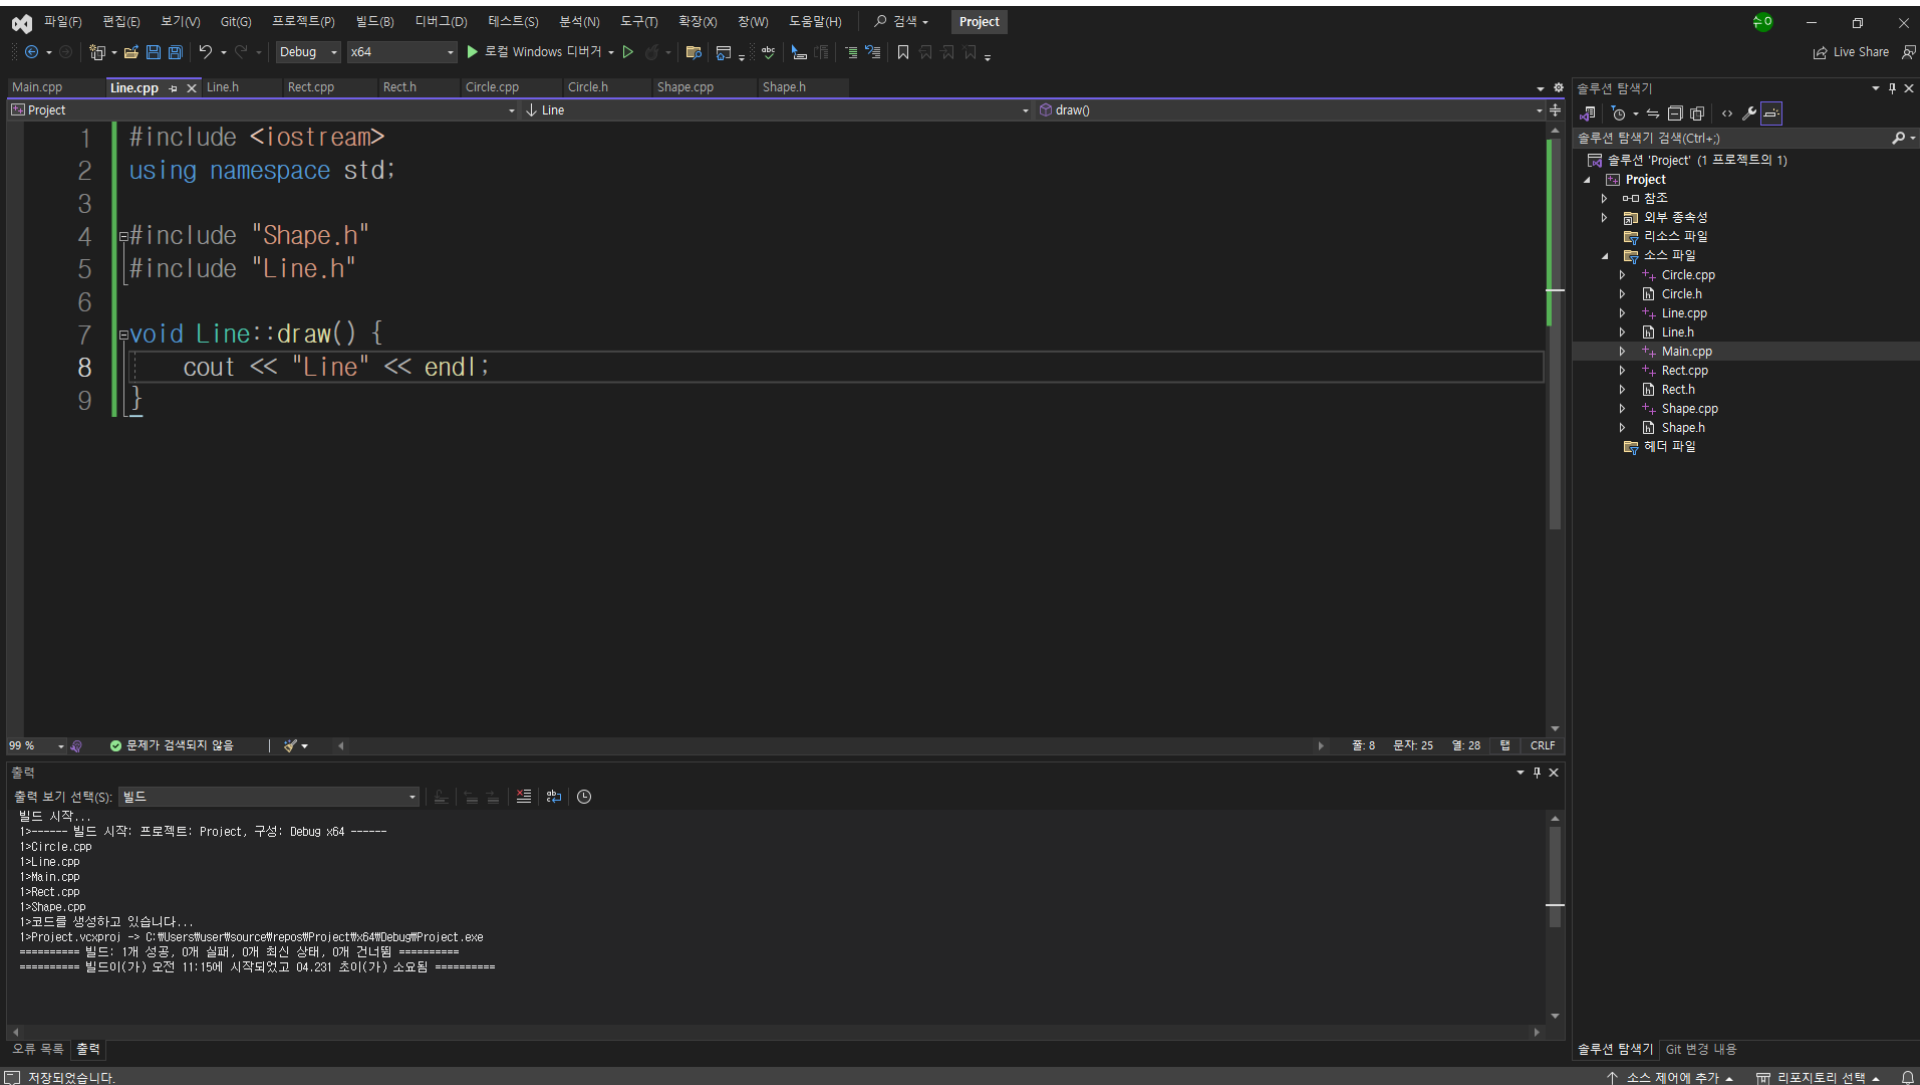 파일(F) 편집(E) 보기(V) Git(G) 프로젝트(P) 빌드(B) 디버그(D) 테스트(S) 분석(N) 도구(T) 확장(X) 창(W) 도움말(H) 검색 Project
Debug x64 로컬 Windows 디버거 Live Share
Main.cpp Line.cpp Line.h Rect.cpp Rect.h Circle.cpp Circle.h Shape.cpp Shape.h
Project Line draw()
1 #include <iostream>
2 using namespace std;
3
4 #include "Shape.h"
5 #include "Line.h"
6
7 void Line::draw() {
8 cout << "Line" << endl;
9 }
99 % 문제가 검색되지 않음 줄: 8 문자: 25 열: 28 탭 CRLF
출력
출력 보기 선택(S): 빌드
빌드 시작...
1>------ 빌드 시작: 프로젝트: Project, 구성: Debug x64 ------
1>Circle.cpp
1>Line.cpp
1>Main.cpp
1>Rect.cpp
1>Shape.cpp
1>코드를 생성하고 있습니다...
1>Project.vcxproj -> C:₩Users₩user₩source₩repos₩Project₩x64₩Debug₩Project.exe
========== 빌드: 1개 성공, 0개 실패, 0개 최신 상태, 0개 건너뜀 ==========
========== 빌드이(가) 오전 11:15에 시작되었고 04.231 초이(가) 소요됨 ==========
오류 목록 출력
저장되었습니다.
솔루션 탐색기
솔루션 탐색기 검색(Ctrl+;)
솔루션 'Project' (1 프로젝트의 1)
Project
참조
외부 종속성
리소스 파일
소스 파일
Circle.cpp
Circle.h
Line.cpp
Line.h
Main.cpp
Rect.cpp
Rect.h
Shape.cpp
Shape.h
헤더 파일
솔루션 탐색기 Git 변경 내용
소스 제어에 추가 리포지토리 선택